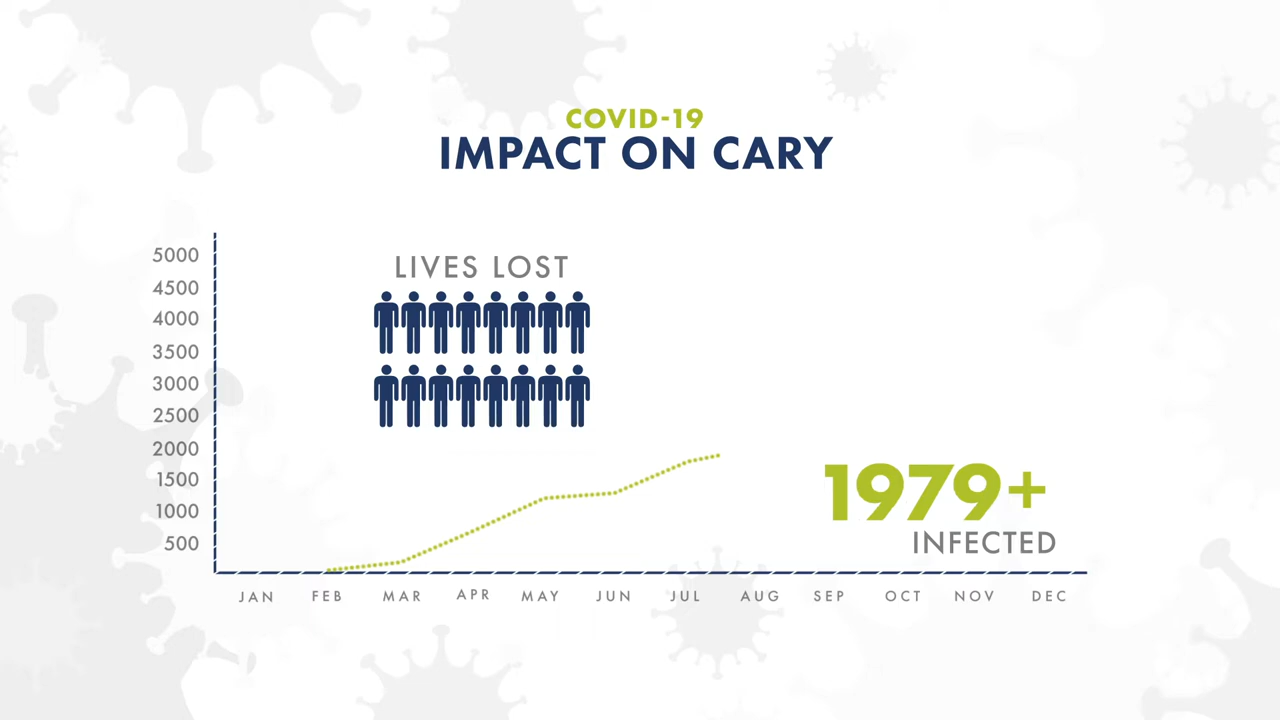 COVID-19
IMPACT ON CARY
LIVES LOST
5000
4500
4000
3500
3000
2500
2000
1500
1000
500
1979+
INFECTED
JAN FEB MAR APR MAY JUN JUL AUG SEP OCT NOV DEC